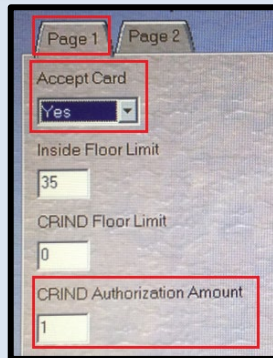 Page 1
Page 2
Accept Card
Yes
Inside Floor Limit
35
CRIND Floor Limit
0
CRIND Authorization Amount
1